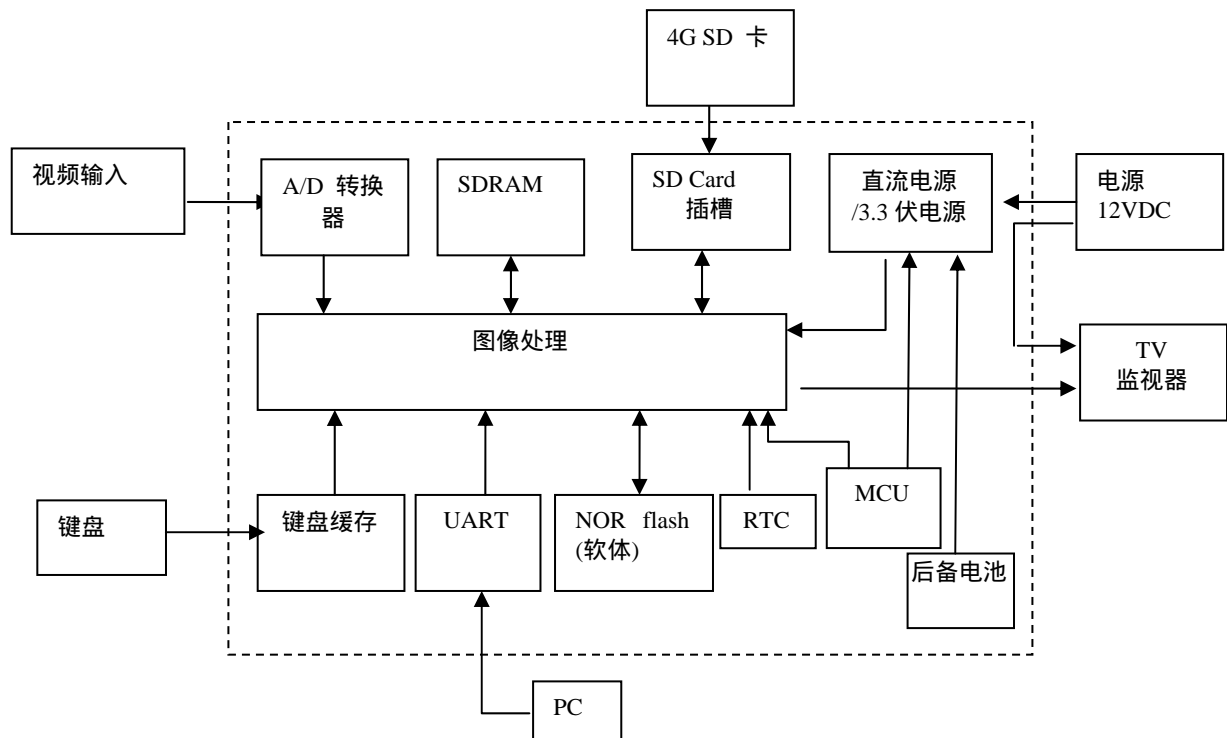 4G SD 卡
视频输入
A/D 转换
器
SDRAM
SD Card
插槽
直流电源
/3.3 伏电源
电源
12VDC
图像处理
TV
监视器
键盘
键盘缓存
UART
NOR flash
(软体)
RTC
MCU
后备电池
PC